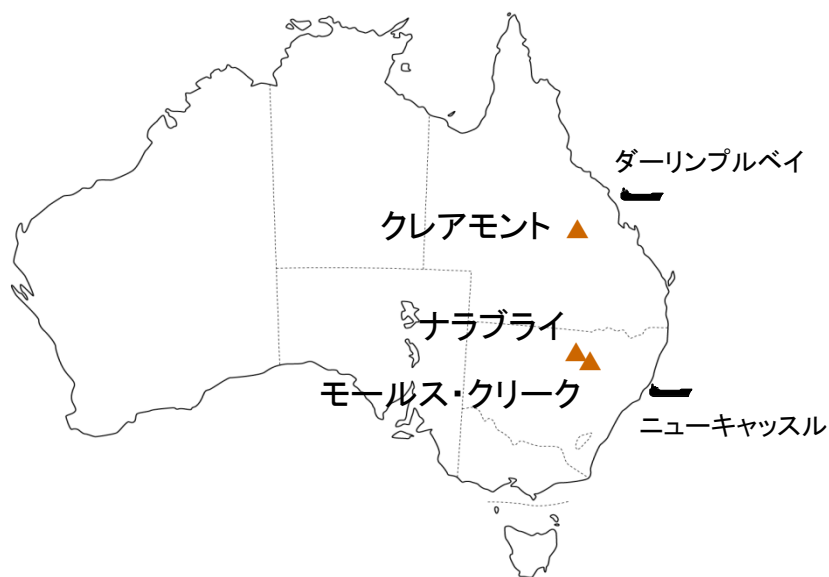 ダーリンプルベイ
クレアモント
ナラブライ
モールス・クリーク
ニューキャッスル